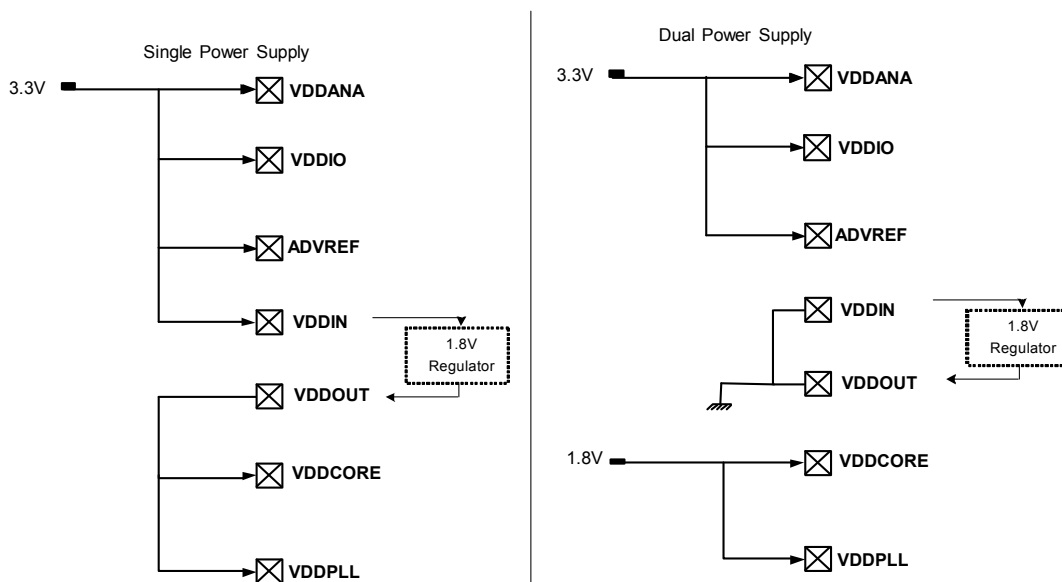 Single Power Supply
3.3V
VDDANA
VDDIO
ADVREF
VDDIN
1.8V
Regulator
VDDOUT
VDDCORE
VDDPLL
Dual Power Supply
3.3V
VDDANA
VDDIO
ADVREF
VDDIN
1.8V
Regulator
VDDOUT
1.8V
VDDCORE
VDDPLL